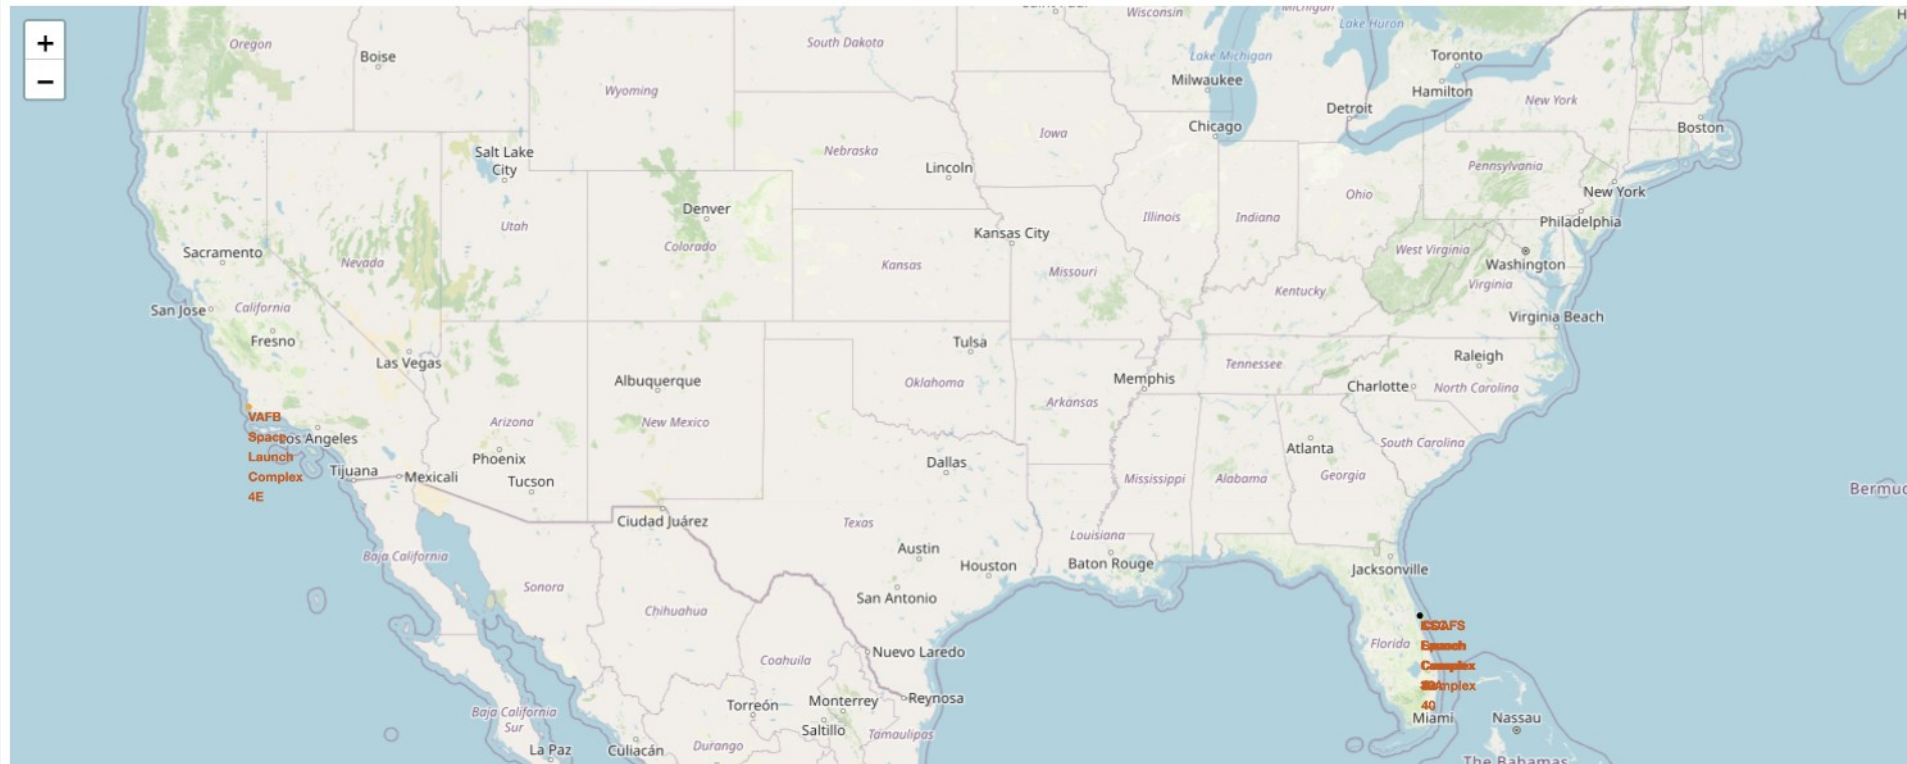 +
−
Oregon
Boise
South Dakota
Wisconsin
Michigan
Lake Huron
Lake Michigan
Toronto
Milwaukee
Hamilton
Wyoming
New York
Detroit
Chicago
Boston
Iowa
Salt Lake
City
Nebraska
Lincoln
Pennsylvania
New York
Ohio
Denver
Illinois
Indiana
Philadelphia
Utah
Kansas City
Colorado
Sacramento
Nevada
West Virginia
Washington
Kansas
Missouri
Virginia
Kentucky
San Jose
California
Virginia Beach
Fresno
Tulsa
Las Vegas
Raleigh
Tennessee
Albuquerque
Oklahoma
Memphis
Charlotte
North Carolina
Arkansas
VAFB
Space
Launch
Complex
4E
Los Angeles
Arizona
New Mexico
South Carolina
Atlanta
Phoenix
Dallas
Tijuana
Mexicali
Tucson
Mississippi
Alabama
Georgia
Ciudad Juárez
Texas
Louisiana
Baja California
Austin
Houston
Baton Rouge
Jacksonville
Sonora
San Antonio
Chihuahua
Florida
Nuevo Laredo
Coahuila
40
Reynosa
Monterrey
Torreón
Baja California
Sur
Saltillo
Tamaulipas
Miami
Nassau
La Paz
Culiacán
Durango
The Bahamas